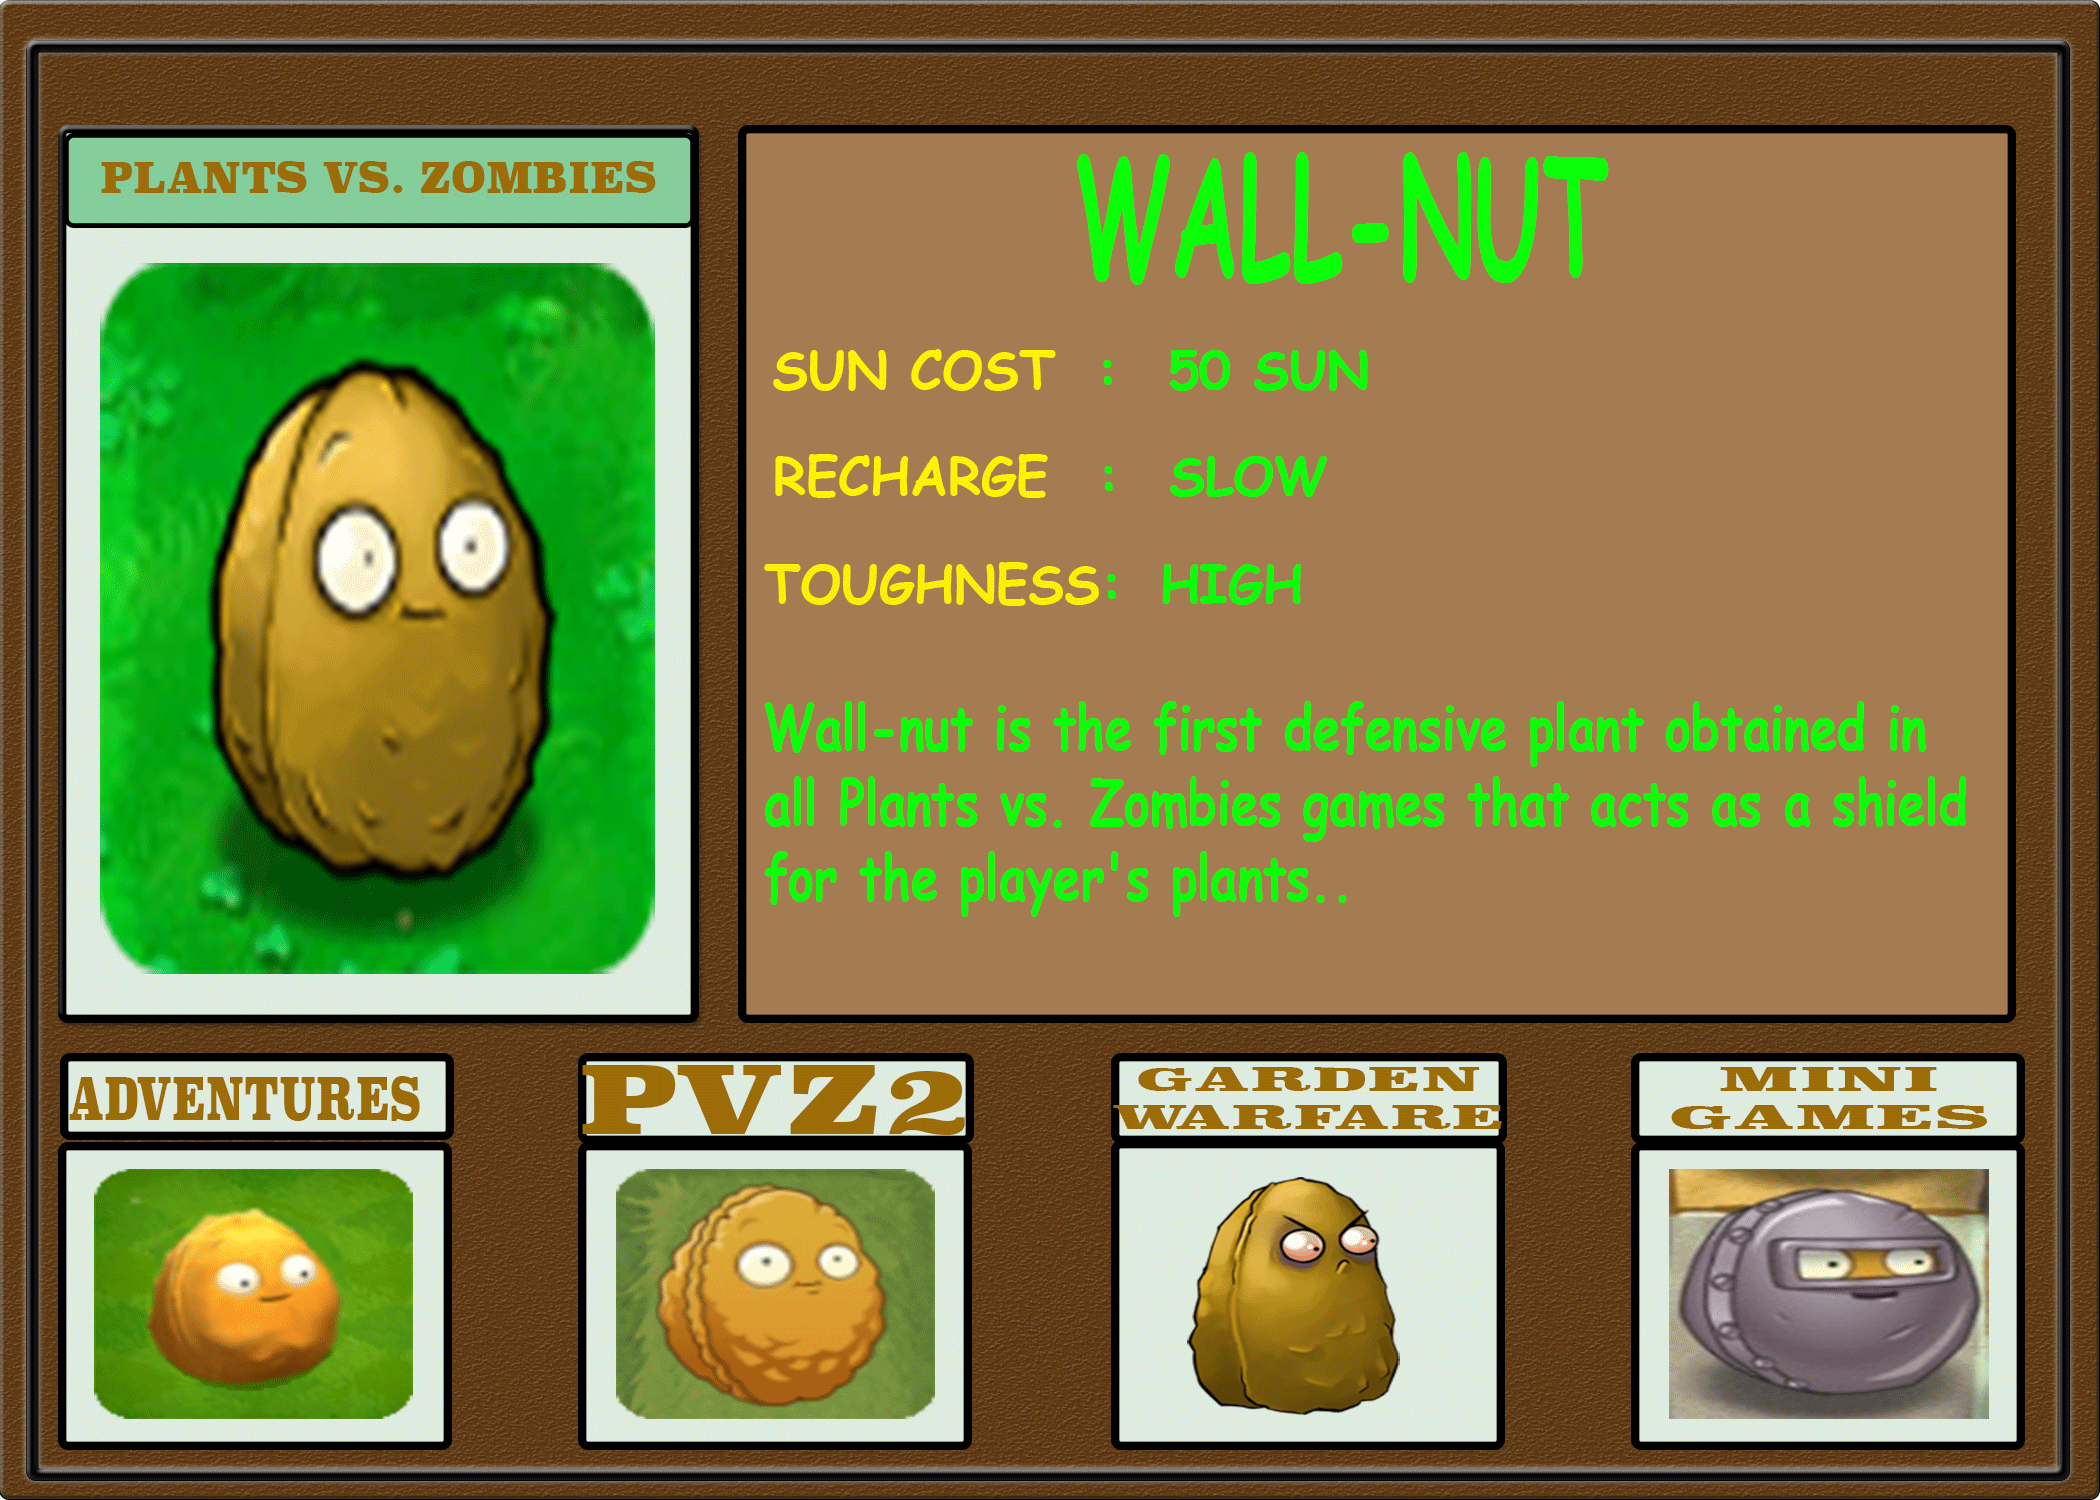 PLANTS VS. ZOMBIES
WALL-NUT
SUN COST : 50 SUN
RECHARGE : SLOW
TOUGHNESS: HIGH
Wall-nut is the first defensive plant obtained in
all Plants vs. Zombies games that acts as a shield
for the player's plants..
ADVENTURES
PVZ2
GARDEN
WARFARE
MINI
GAMES